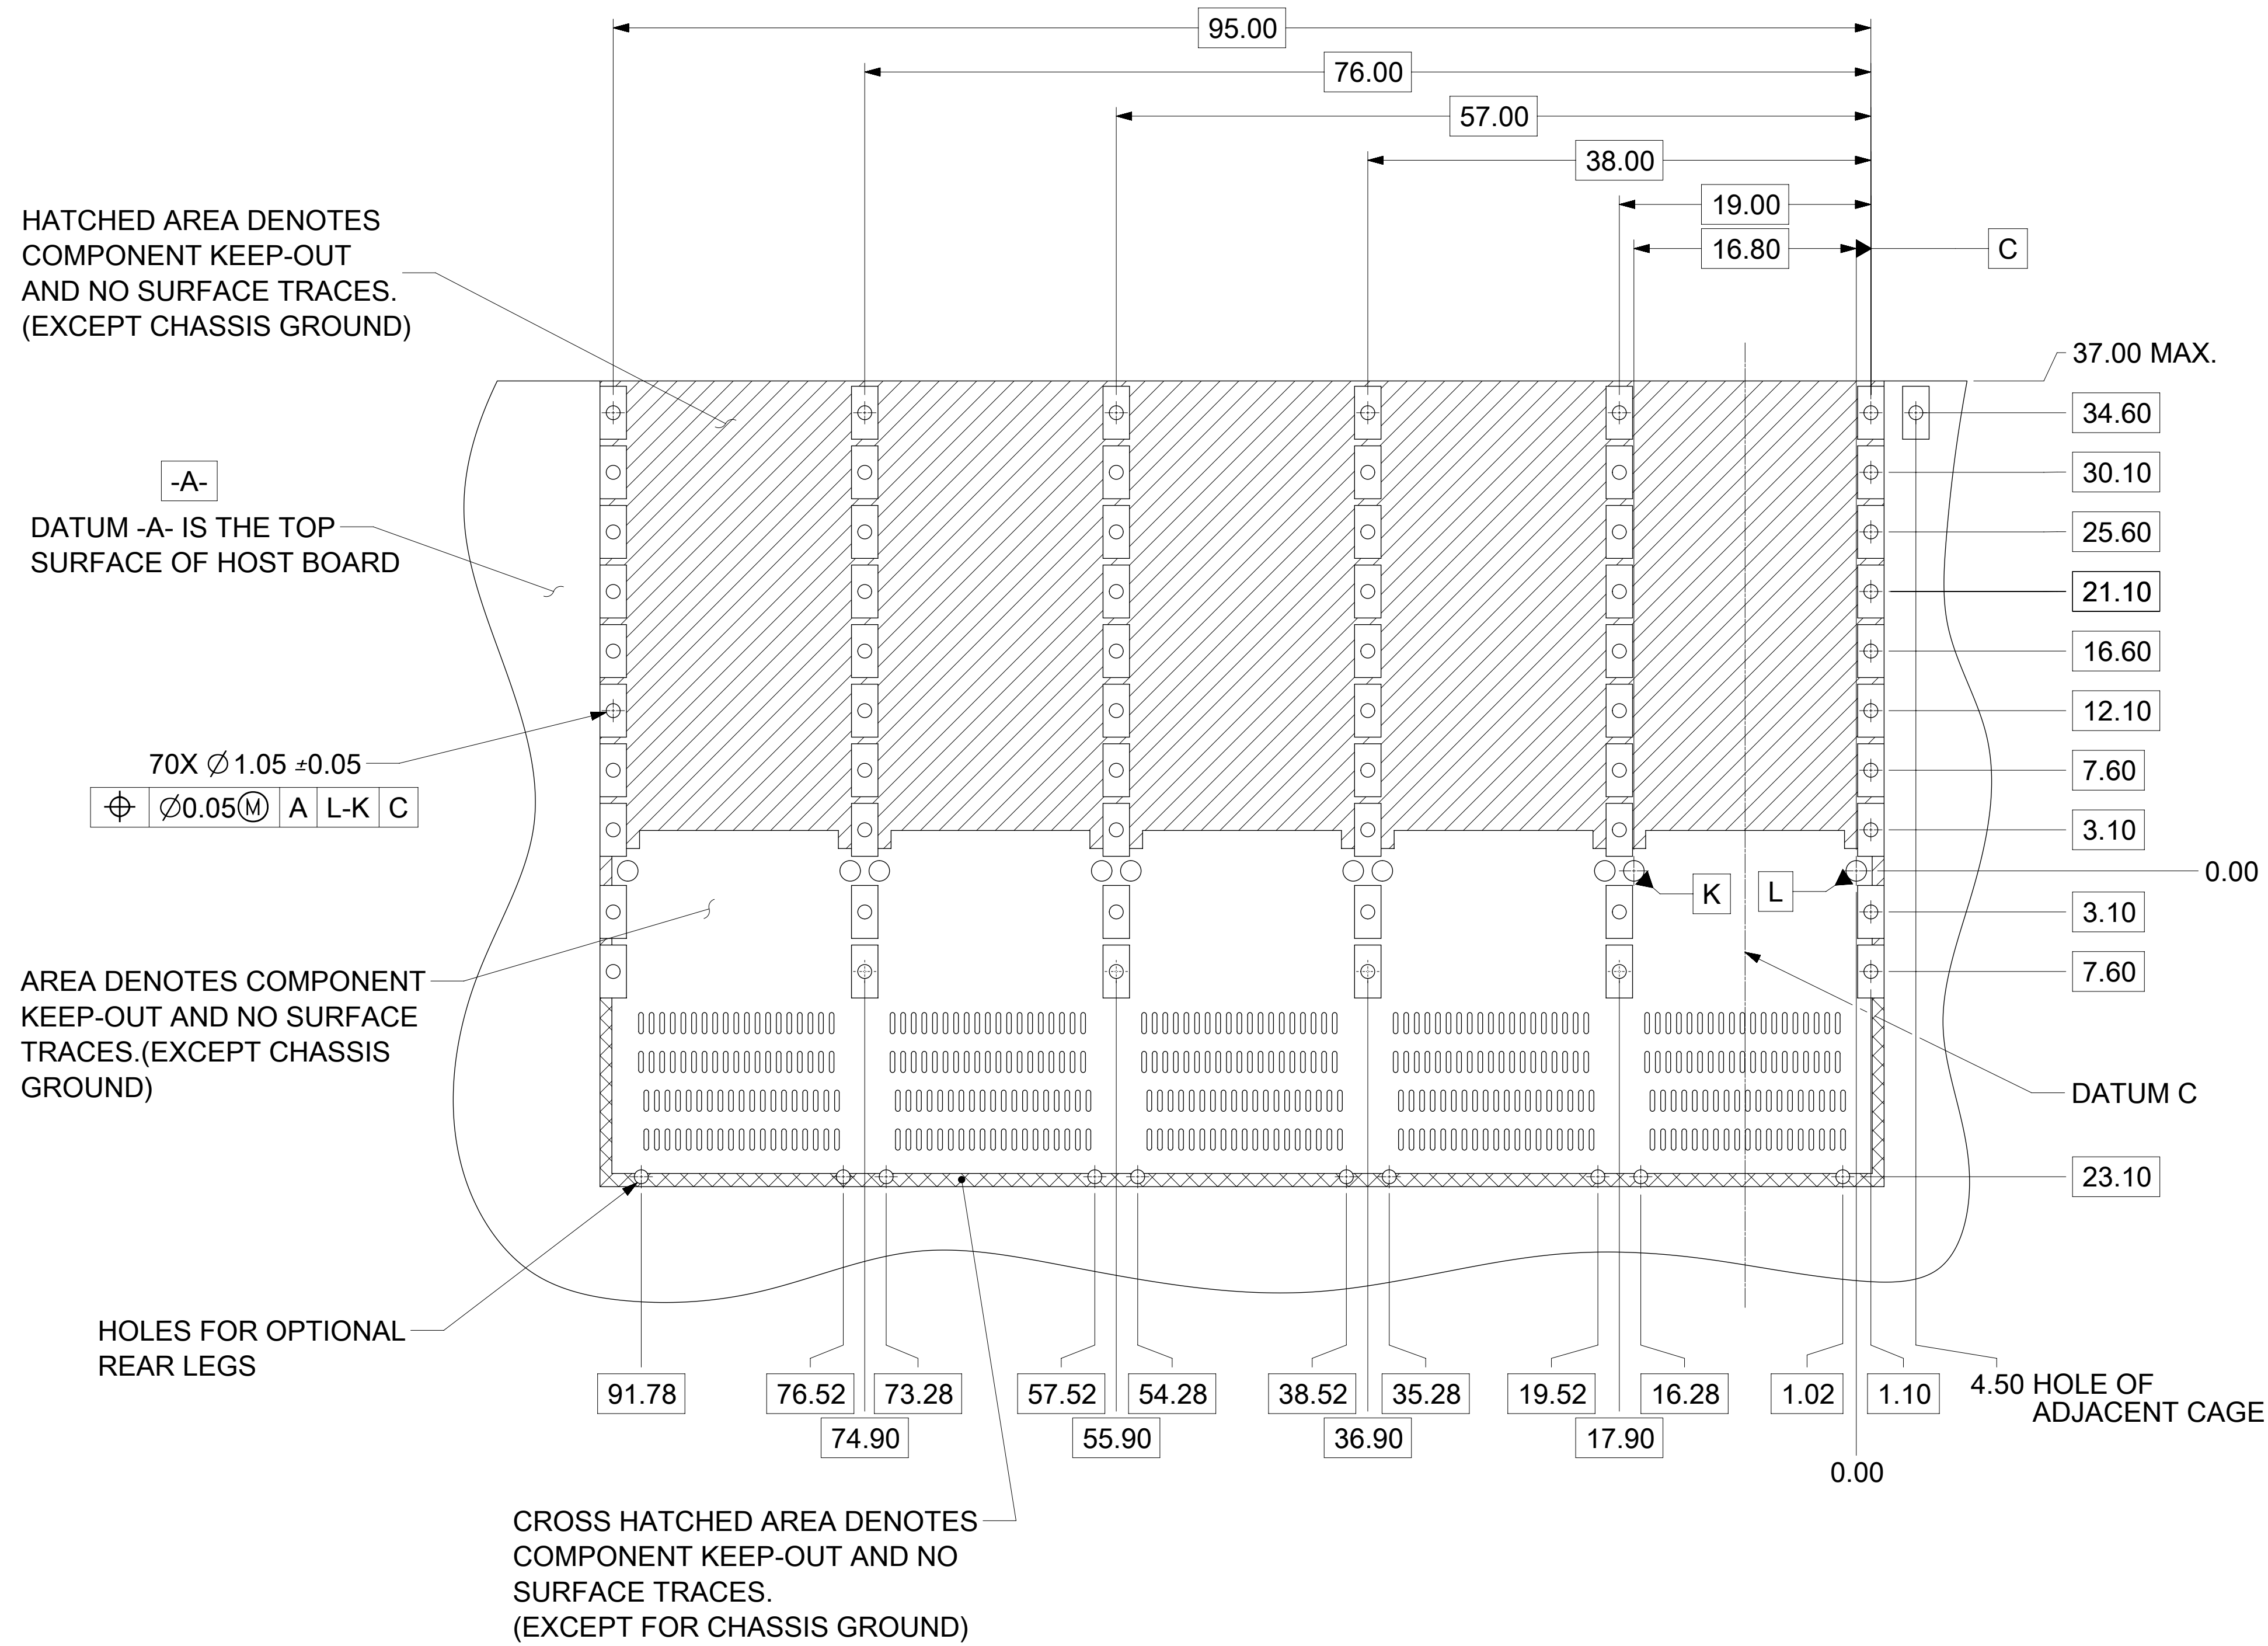 95.00
76.00
57.00
38.00
19.00
16.80
C
HATCHED AREA DENOTES
COMPONENT KEEP-OUT
AND NO SURFACE TRACES.
(EXCEPT CHASSIS GROUND)
37.00 MAX.
34.60
30.10
25.60
21.10
16.60
12.10
7.60
3.10
0.00
3.10
7.60
23.10
-A-
DATUM -A- IS THE TOP
SURFACE OF HOST BOARD
70X ∅1.05 ±0.05
⌖ ∅0.05Ⓜ A L-K C
K
L
AREA DENOTES COMPONENT
KEEP-OUT AND NO SURFACE
TRACES.(EXCEPT CHASSIS
GROUND)
DATUM C
HOLES FOR OPTIONAL
REAR LEGS
91.78
76.52
73.28
57.52
54.28
38.52
35.28
19.52
16.28
1.02
1.10
4.50 HOLE OF
ADJACENT CAGE
74.90
55.90
36.90
17.90
0.00
CROSS HATCHED AREA DENOTES
COMPONENT KEEP-OUT AND NO
SURFACE TRACES.
(EXCEPT FOR CHASSIS GROUND)